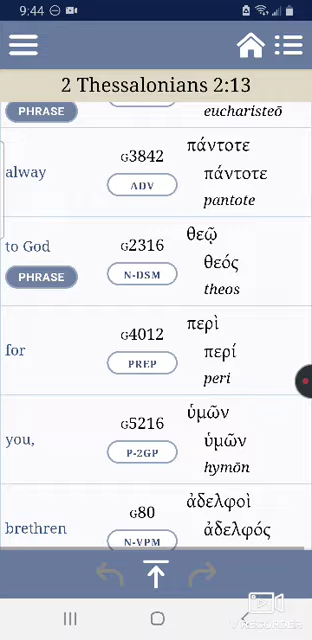 9:44
2 Thessalonians 2:13
PHRASE
eucharisteō
alway
G3842
πάντοτε
ADV
πάντοτε
pantote
to God
G2316
θεῷ
PHRASE
N-DSM
θεός
theos
for
G4012
περὶ
PREP
περί
peri
you,
G5216
ὑμῶν
P-2GP
ὑμῶν
hymōn
brethren
G80
ἀδελφοὶ
N-VPM
ἀδελφός
VRECORDER